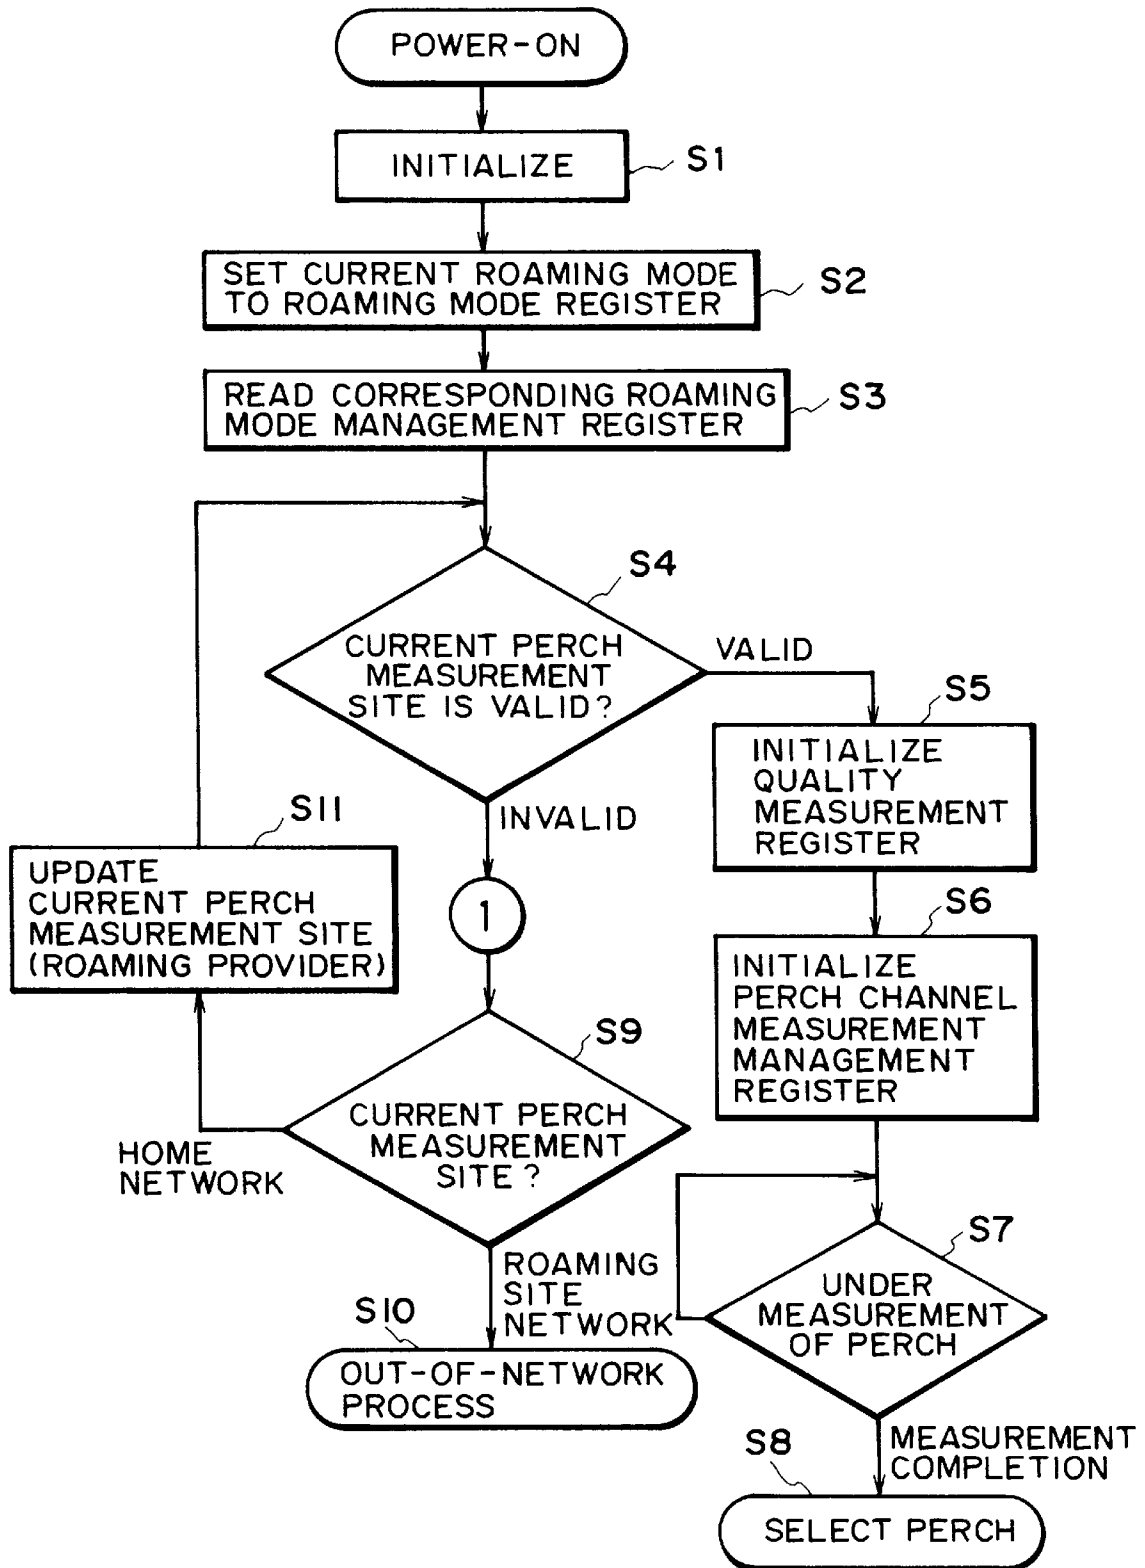 POWER-ON
INITIALIZE
S1
SET CURRENT ROAMING MODE
TO ROAMING MODE REGISTER
S2
READ CORRESPONDING ROAMING
MODE MANAGEMENT REGISTER
S3
S4
CURRENT PERCH
MEASUREMENT
SITE IS VALID?
VALID
INVALID
S5
INITIALIZE
QUALITY
MEASUREMENT
REGISTER
S11
UPDATE
CURRENT PERCH
MEASUREMENT SITE
(ROAMING PROVIDER)
1
S6
INITIALIZE
PERCH CHANNEL
MEASUREMENT
MANAGEMENT
REGISTER
S9
CURRENT PERCH
MEASUREMENT
SITE?
HOME
NETWORK
ROAMING
SITE
NETWORK
S7
UNDER
MEASUREMENT
OF PERCH
S10
OUT-OF-NETWORK
PROCESS
MEASUREMENT
COMPLETION
S8
SELECT PERCH